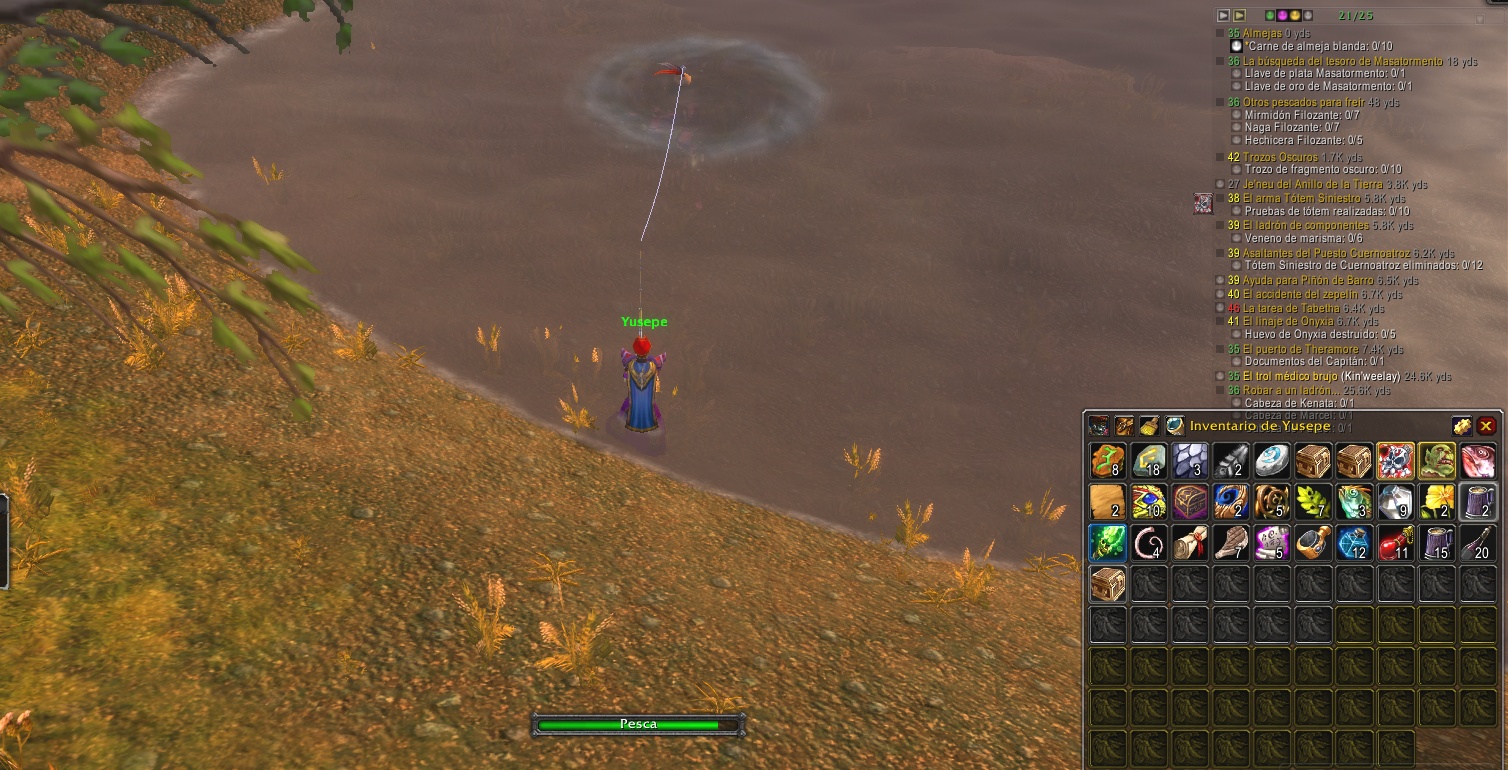 21/25
35 Almejas 0 yds
*Carne de almeja blanda: 0/10
36 La búsqueda del tesoro de Masatormento 18 yds
Llave de plata Masatormento: 0/1
Llave de oro de Masatormento: 0/1
36 Otros pescados para freír 48 yds
Mirmidón Filozante: 0/7
Naga Filozante: 0/7
Hechicera Filozante: 0/5
42 Trozos Oscuros 1.7K yds
Trozo de fragmento oscuro: 0/10
27 Je'neu del Anillo de la Tierra 3.8K yds
38 El arma Tótem Siniestro 5.8K yds
Pruebas de tótem realizadas: 0/10
39 El ladrón de componentes 5.8K yds
Veneno de marisma: 0/6
39 Asaltantes del Puesto Cuernoatroz 6.2K yds
Tótem Siniestro de Cuernoatroz eliminados: 0/12
39 Ayuda para Piñón de Barro 6.5K yds
40 El accidente del zepelín 6.7K yds
La tarea de Tabetha 6.4K yds
41 El linaje de Onyxia 6.7K yds
Huevo de Onyxia destruido: 0/5
35 El puerto de Theramore 7.4K yds
Documentos del Capitán: 0/1
35 El trol médico brujo (Kin'weelay) 24.6K yds
36 Robar a un ladrón... 25.6K yds
Cabeza de Kenata: 0/1
Cabeza de Marcel: 0/1
: 0/1
Yusepe
Inventario de Yusepe
8 18 3 2
2 10 2 5 7 3 9 2 2
4 7 5 12 11 15 20
Pesca